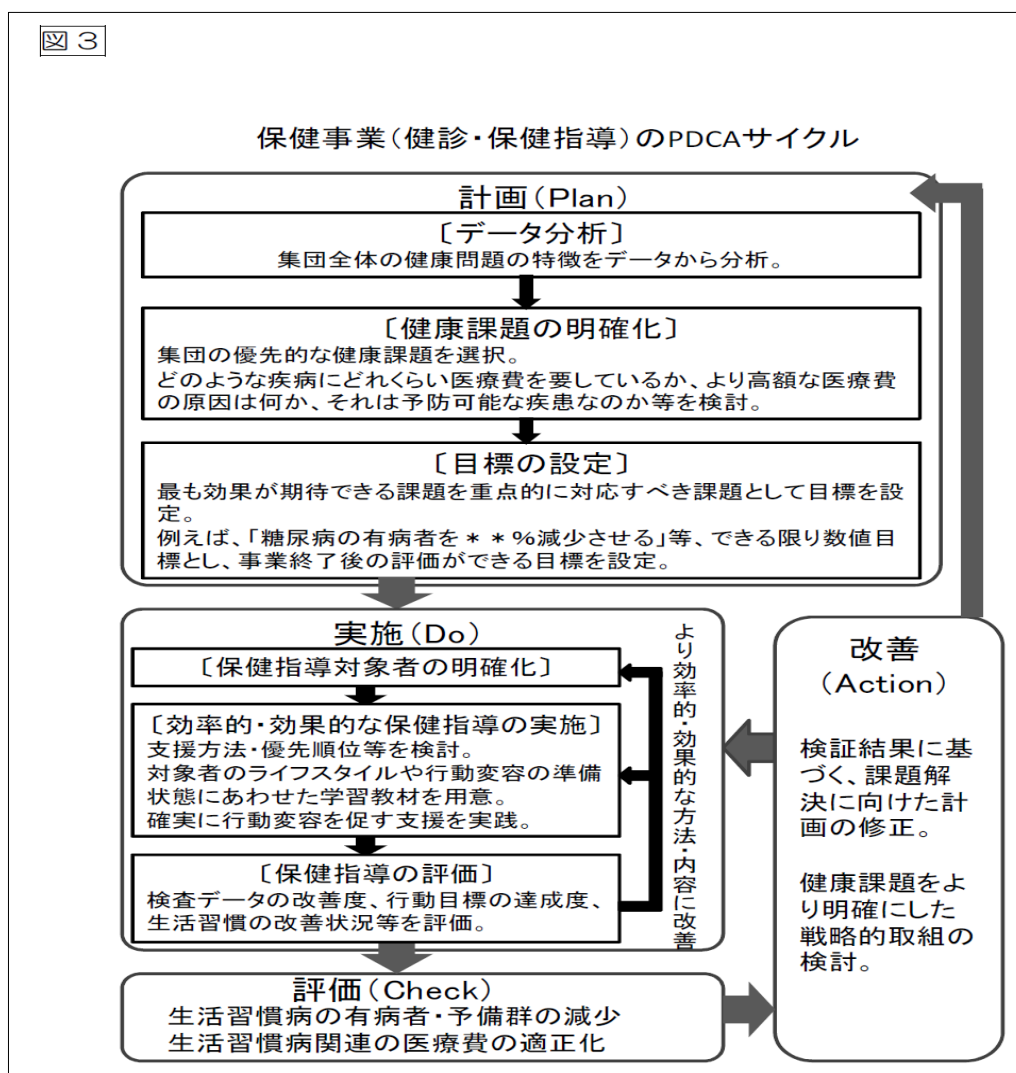 図3
保健事業(健診・保健指導)のPDCAサイクル
計画(Plan)
〔データ分析〕
集団全体の健康問題の特徴をデータから分析。
〔健康課題の明確化〕
集団の優先的な健康課題を選択。
どのような疾病にどれくらい医療費を要しているか、より高額な医療費
の原因は何か、それは予防可能な疾患なのか等を検討。
〔目標の設定〕
最も効果が期待できる課題を重点的に対応すべき課題として目標を設
定。
例えば、「糖尿病の有病者を**%減少させる」等、できる限り数値目
標とし、事業終了後の評価ができる目標を設定。
実施(Do)
〔保健指導対象者の明確化〕
〔効率的・効果的な保健指導の実施〕
支援方法・優先順位等を検討。
対象者のライフスタイルや行動変容の準備
状態にあわせた学習教材を用意。
確実に行動変容を促す支援を実践。
〔保健指導の評価〕
検査データの改善度、行動目標の達成度、
生活習慣の改善状況等を評価。
より効率的・効果的な方法・内容に改善
評価(Check)
生活習慣病の有病者・予備群の減少
生活習慣病関連の医療費の適正化
改善
(Action)
検証結果に基
づく、課題解
決に向けた計
画の修正。
健康課題をよ
り明確にした
戦略的取組の
検討。